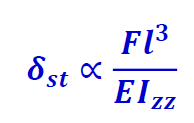 δ_st ∝ Fl³ / EI_zz